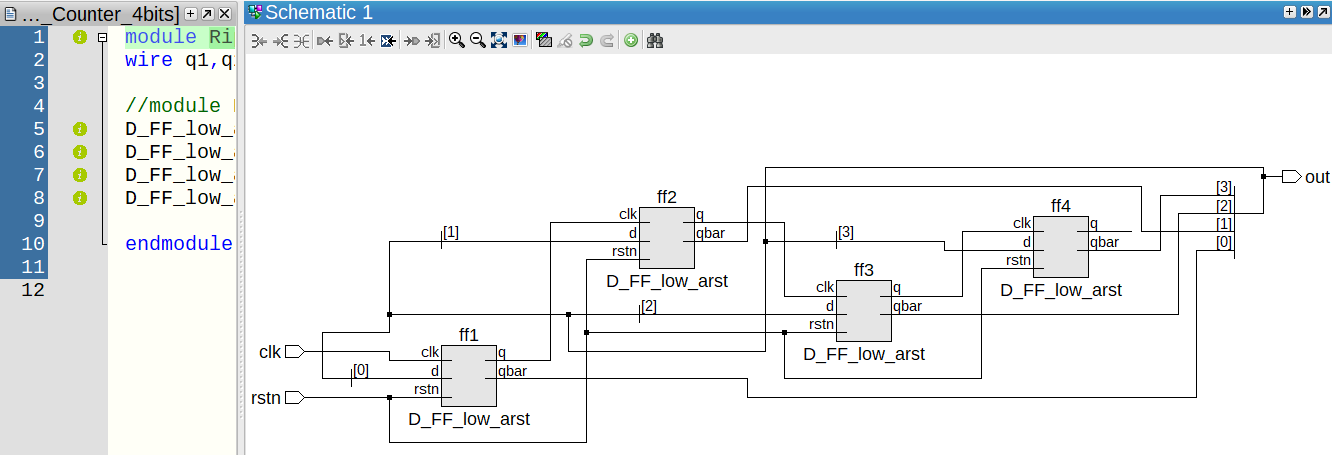 ..._Counter_4bits]
Schematic 1
1 module Ri
2 wire q1,q
3
4 //module
5 D_FF_low_
6 D_FF_low_
7 D_FF_low_
8 D_FF_low_
9
10 endmodule
11
12
out
[3]
[2]
[1]
[0]
ff2
clk q
d qbar
rstn
D_FF_low_arst
ff4
clk q
d qbar
rstn
D_FF_low_arst
[1]
[3]
ff3
clk q
d qbar
rstn
D_FF_low_arst
[2]
ff1
clk
clk q
[0]
d qbar
rstn
rstn
D_FF_low_arst